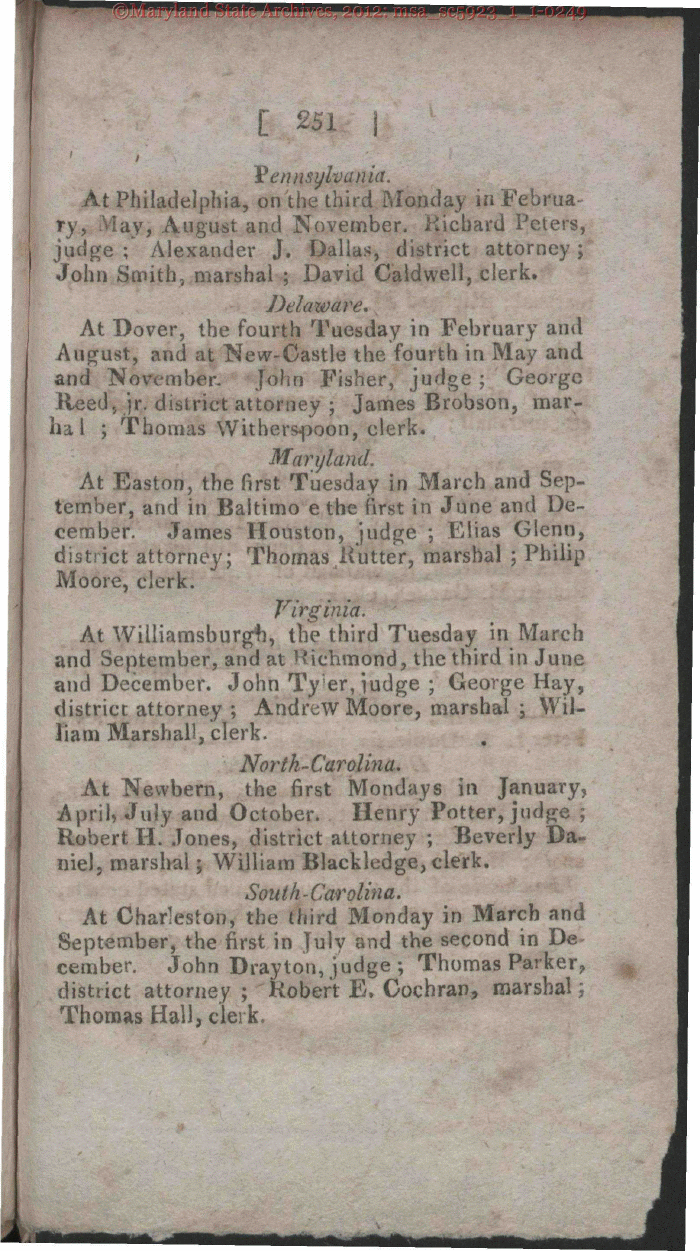 ©Maryland State Archives, 2012: msa_sc5923_1_1-0249
[ 251 |
Pennsylvania.
At Philadelphia, on the third Monday in Februa-
ry, May, August and November. Richard Peters,
judge ; Alexander J. Dallas, district attorney ;
John Smith, marshal ; David Caldwell, clerk.
Delaware.
At Dover, the fourth Tuesday in February and
August, and at New-Castle the fourth in May and
and November. John Fisher, judge ; George
Reed, jr. district attorney ; James Brobson, mar-
hal ; Thomas Witherspoon, clerk.
Maryland.
At Easton, the first Tuesday in March and Sep-
tember, and in Baltimo e the first in June and De-
cember. James Houston, judge ; Elias Glenn,
district attorney; Thomas Rutter, marshal ; Philip
Moore, clerk.
Virginia.
At Williamsburgh, the third Tuesday in March
and September, and at Richmond, the third in June
and December. John Tyler, judge ; George Hay,
district attorney ; Andrew Moore, marshal ; Wil-
liam Marshall, clerk.
North-Carolina.
At Newbern, the first Mondays in January,
April, July and October. Henry Potter, judge ;
Robert H. Jones, district attorney ; Beverly Da-
niel, marshal ; William Blackledge, clerk.
South-Carolina.
At Charleston, the third Monday in March and
September, the first in July and the second in De-
cember. John Drayton, judge ; Thomas Parker,
district attorney ; Robert E. Cochran, marshal ;
Thomas Hall, clerk.